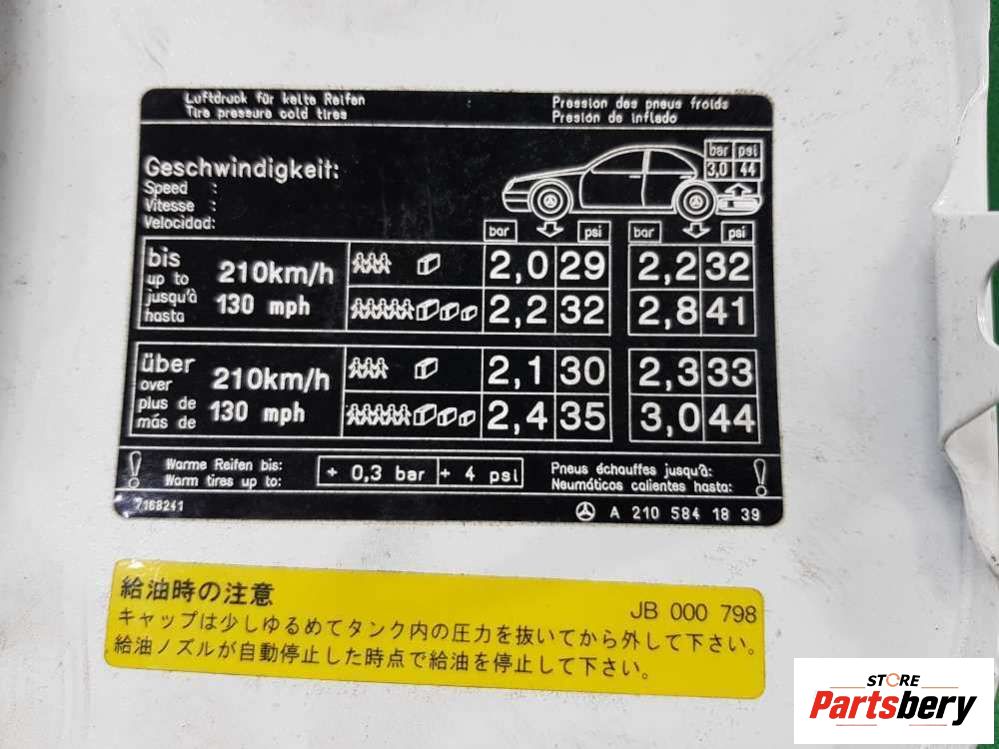 Luftdruck für kalte Reifen
Tire pressure cold tires
Pression des pneus froids
Presión de inflado
bar psi
3,0 44
Geschwindigkeit:
Speed :
Vitesse :
Velocidad:
bar psi bar psi
bis
up to
jusqu'à
hasta
210km/h
130 mph
2,0 29 2,2 32
2,2 32 2,8 41
über
over
plus de
más de
210km/h
130 mph
2,1 30 2,3 33
2,4 35 3,0 44
Warme Reifen bis:
Warm tires up to:
+ 0,3 bar + 4 psi
Pneus échauffes jusqu'à:
Neumáticos calientes hasta:
7168241
A 210 584 18 39
給油時の注意
JB 000 798
キャップは少しゆるめてタンク内の圧力を抜いてから外して下さい。
給油ノズルが自動停止した時点で給油を停止して下さい。
STORE
Partsbery